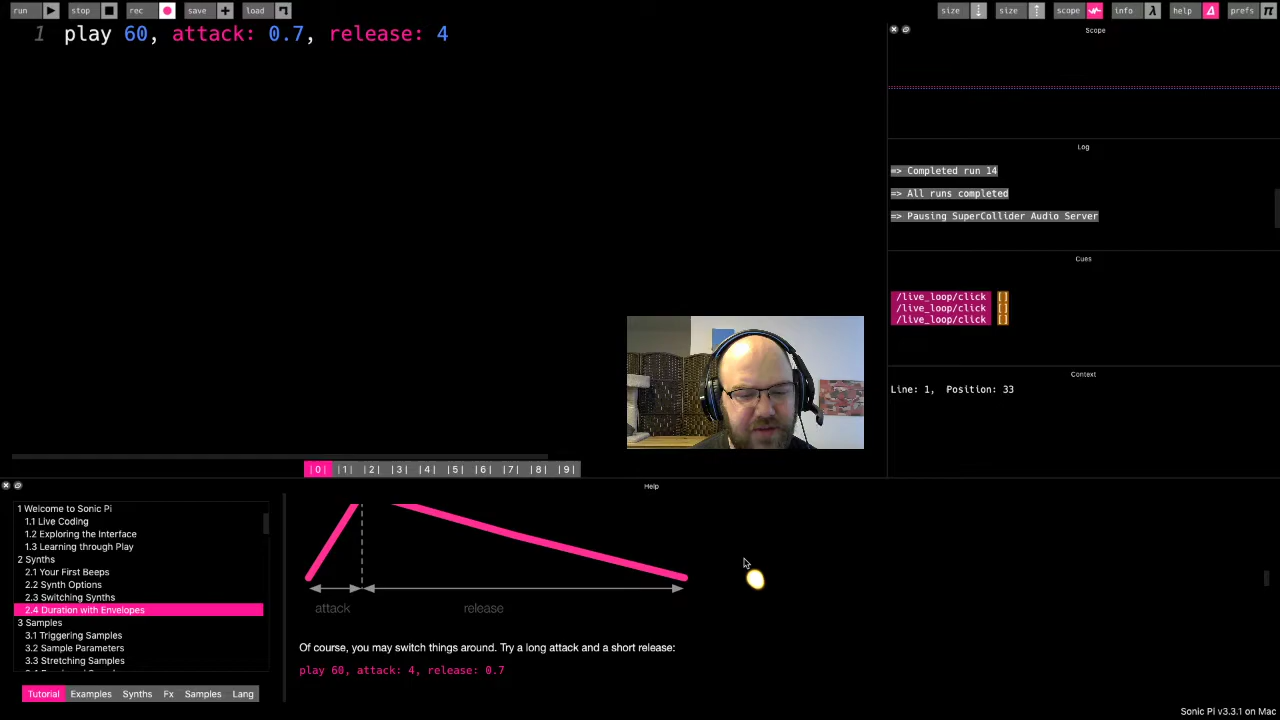 run stop rec save load size size scope info help prefs
1 play 60, attack: 0.7, release: 4
Scope
Log
=> Completed run 14
=> All runs completed
=> Pausing SuperCollider Audio Server
Cues
/live_loop/click []
/live_loop/click []
/live_loop/click []
Context
Line: 1, Position: 33
|0| |1| |2| |3| |4| |5| |6| |7| |8| |9|
Help
1 Welcome to Sonic Pi
1.1 Live Coding
1.2 Exploring the Interface
1.3 Learning through Play
2 Synths
2.1 Your First Beeps
2.2 Synth Options
2.3 Switching Synths
2.4 Duration with Envelopes
3 Samples
3.1 Triggering Samples
3.2 Sample Parameters
3.3 Stretching Samples
Tutorial Examples Synths Fx Samples Lang
attack release
Of course, you may switch things around. Try a long attack and a short release:
play 60, attack: 4, release: 0.7
Sonic Pi v3.3.1 on Mac